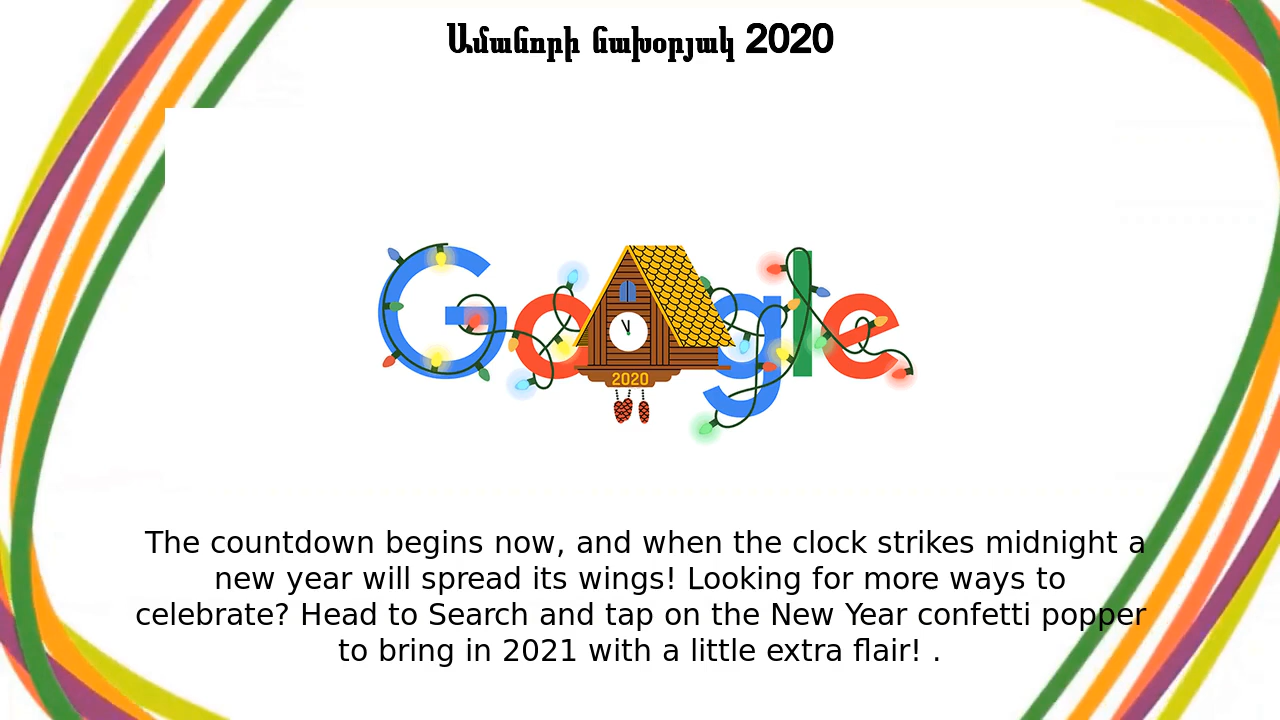 Ամանորի նախօրյակ 2020
Google
2020
The countdown begins now, and when the clock strikes midnight a
new year will spread its wings! Looking for more ways to
celebrate? Head to Search and tap on the New Year confetti popper
to bring in 2021 with a little extra flair! .